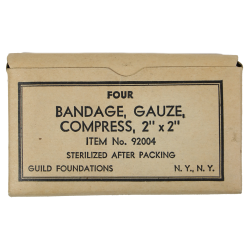 FOUR
BANDAGE, GAUZE,
COMPRESS, 2" x 2"
ITEM No. 92004
STERILIZED AFTER PACKING
GUILD FOUNDATIONS N. Y., N. Y.